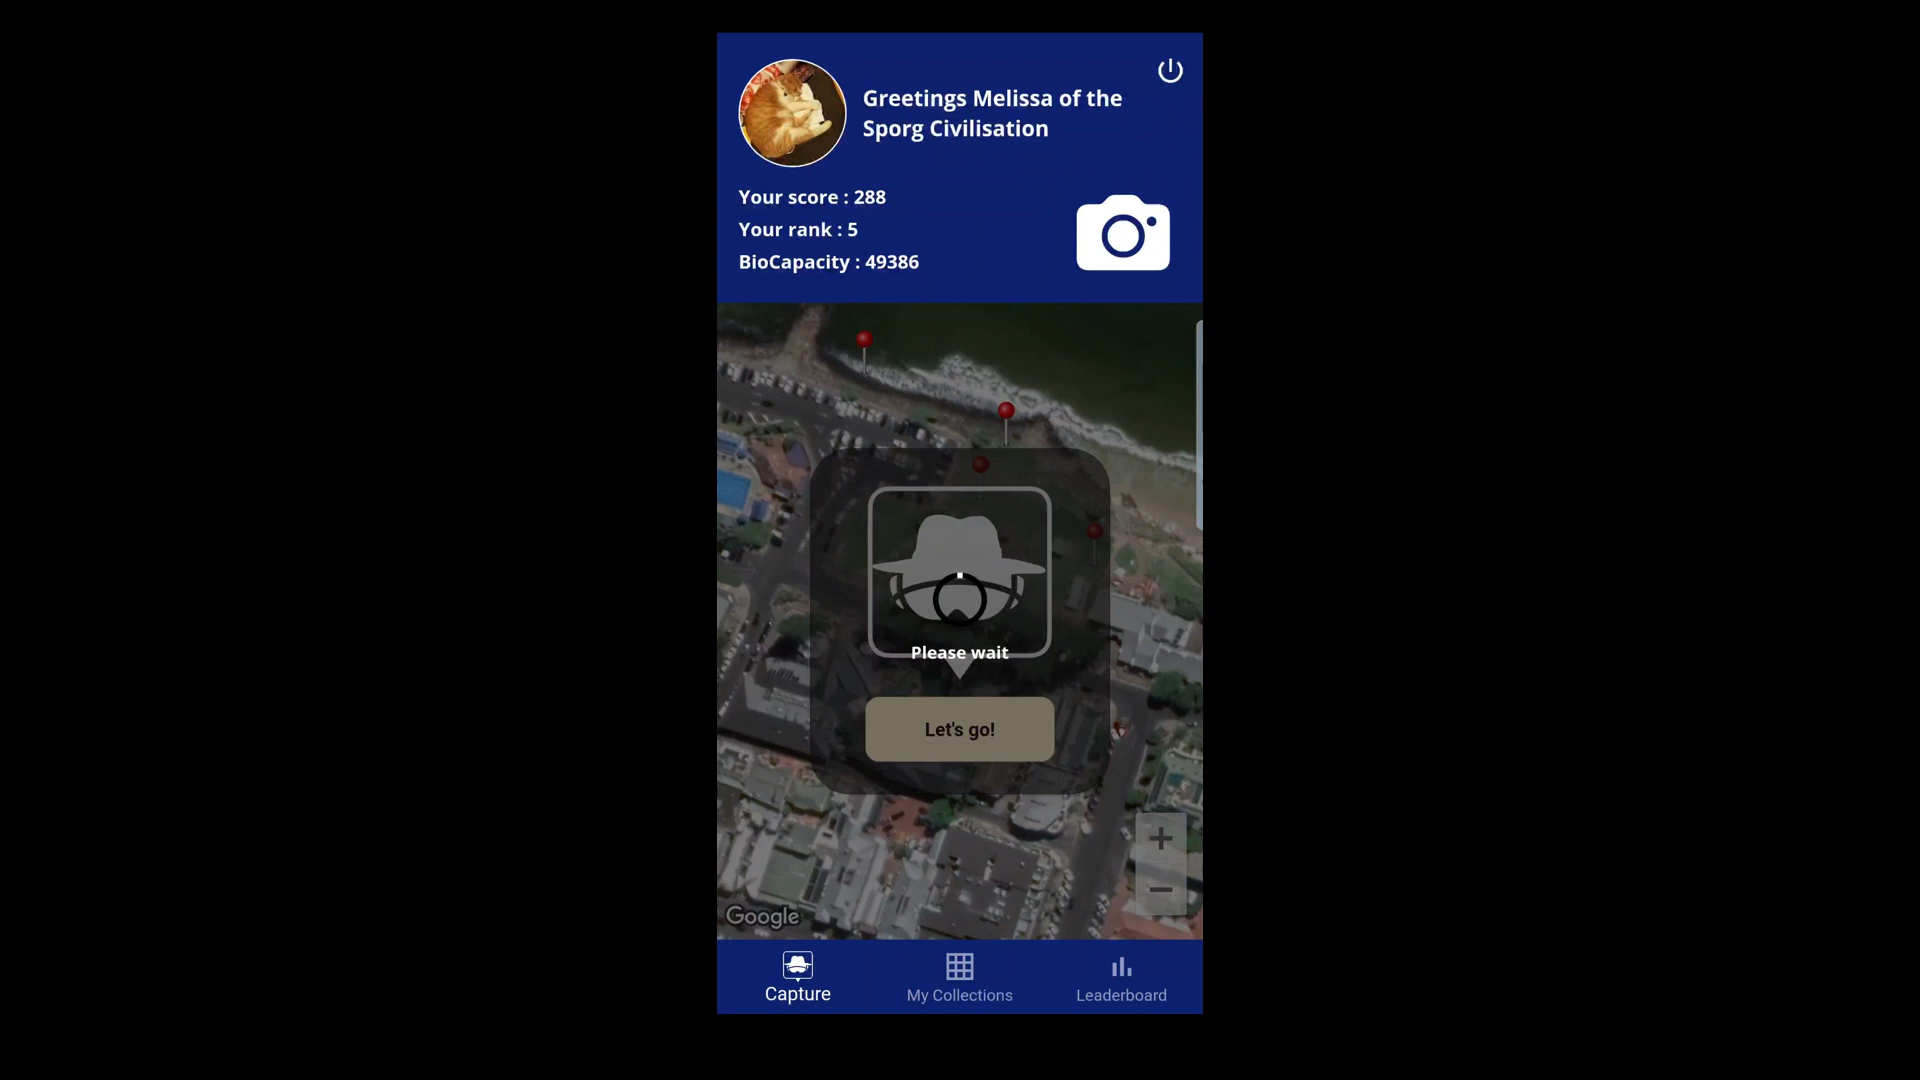 Greetings Melissa of the
Sporg Civilisation
Your score : 288
Your rank : 5
BioCapacity : 49386
Please wait
Let's go!
Google
Capture
My Collections
Leaderboard